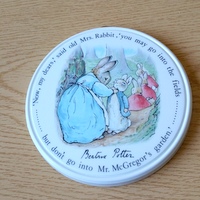 'Now, my dears,' said old Mrs. Rabbit, 'you may go into the fields
but don't go into Mr. McGregor's garden.'
Beatrix Potter